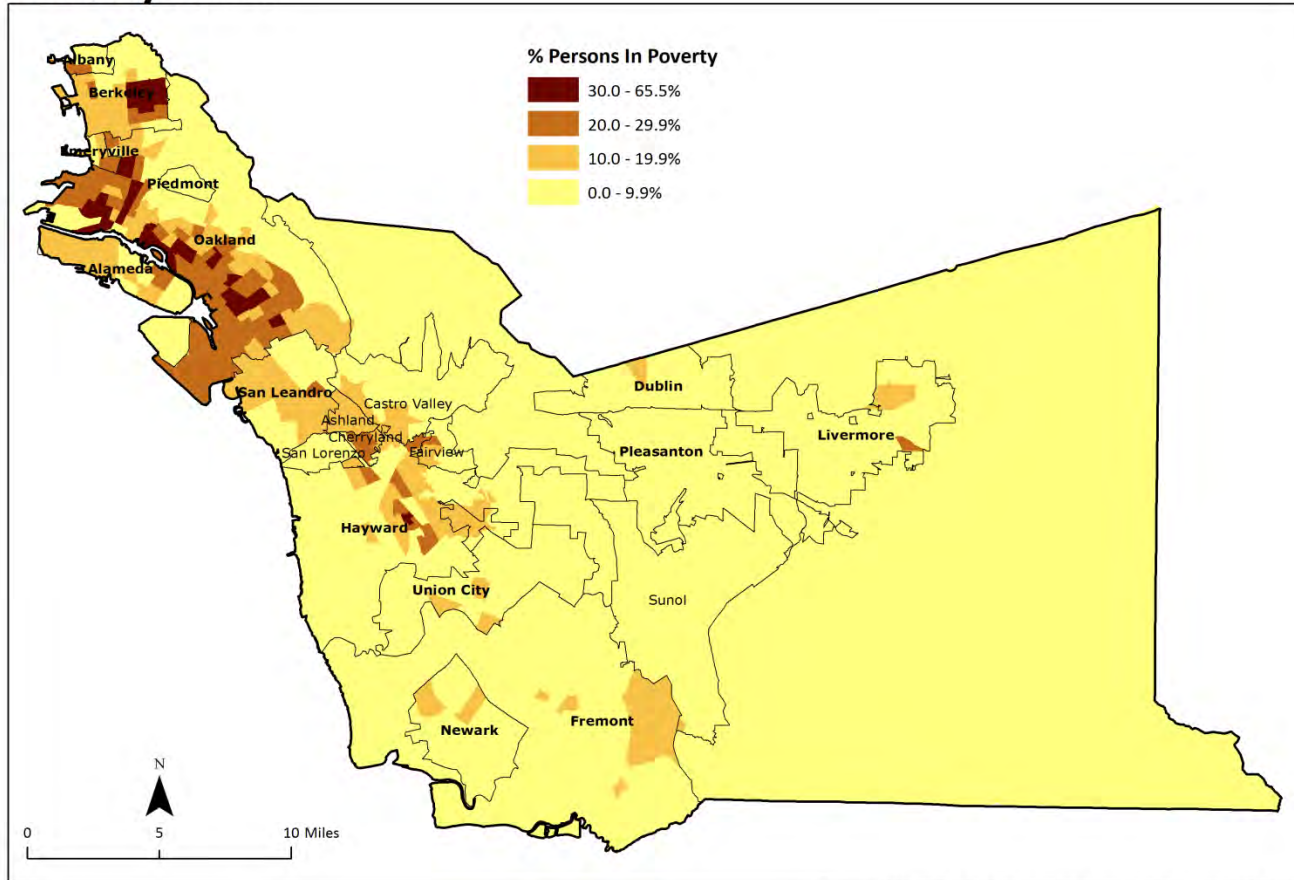 % Persons In Poverty
30.0 - 65.5%
20.0 - 29.9%
10.0 - 19.9%
0.0 - 9.9%
Albany
Berkeley
Emeryville
Piedmont
Oakland
Alameda
San Leandro
Castro Valley
Ashland
Cherryland
San Lorenzo
Fairview
Dublin
Livermore
Pleasanton
Hayward
Union City
Sunol
Fremont
Newark
N
0 5 10 Miles